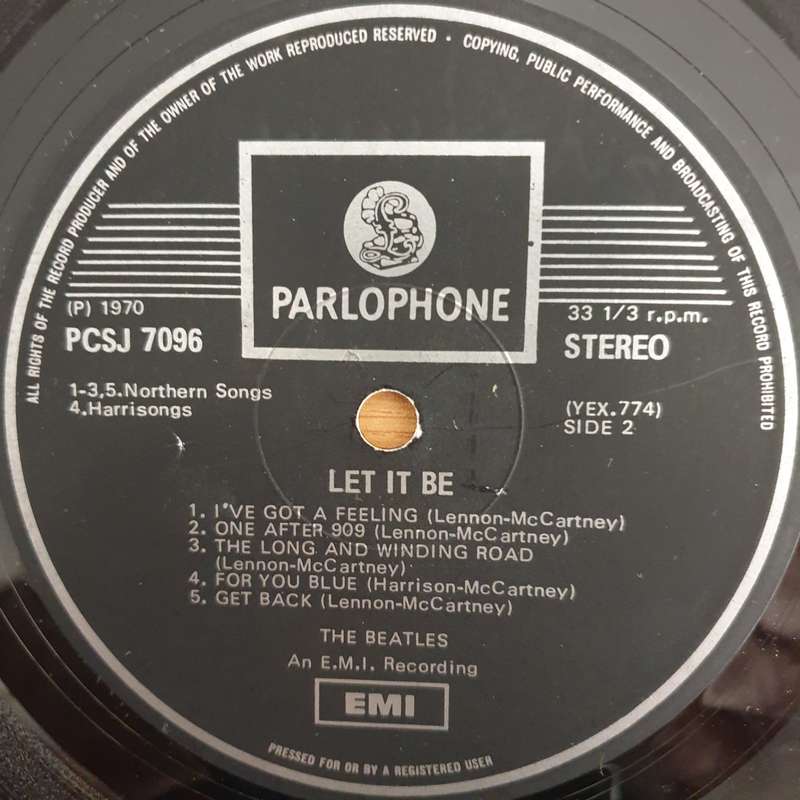 ALL RIGHTS OF THE RECORD PRODUCER AND OF THE OWNER OF THE WORK REPRODUCED RESERVED · COPYING, PUBLIC PERFORMANCE AND BROADCASTING OF THIS RECORD PROHIBITED
£
PARLOPHONE
(P) 1970
PCSJ 7096
33 1/3 r.p.m.
STEREO
1-3,5.Northern Songs
4.Harrisongs
(YEX.774)
SIDE 2
LET IT BE
1. I'VE GOT A FEELING (Lennon-McCartney)
2. ONE AFTER 909 (Lennon-McCartney)
3. THE LONG AND WINDING ROAD
(Lennon-McCartney)
4. FOR YOU BLUE (Harrison-McCartney)
5. GET BACK (Lennon-McCartney)
THE BEATLES
An E.M.I. Recording
EMI
PRESSED FOR OR BY A REGISTERED USER